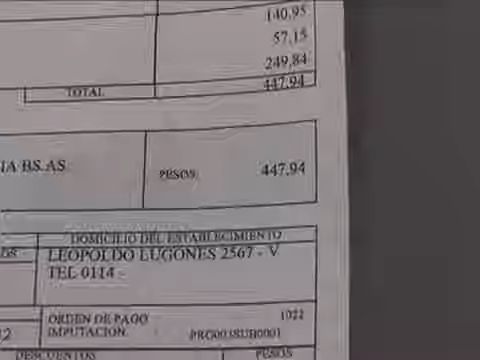 140,95
57,15
249,84
TOTAL 447,94
IA BS.AS.
PESOS: 447.94
DOMICILIO DEL ESTABLECIMIENTO
LEOPOLDO LUGONES 2567 - V
TEL 0114 -
ORDEN DE PAGO 1022
IMPUTACION:
DESCUENTOS PESOS